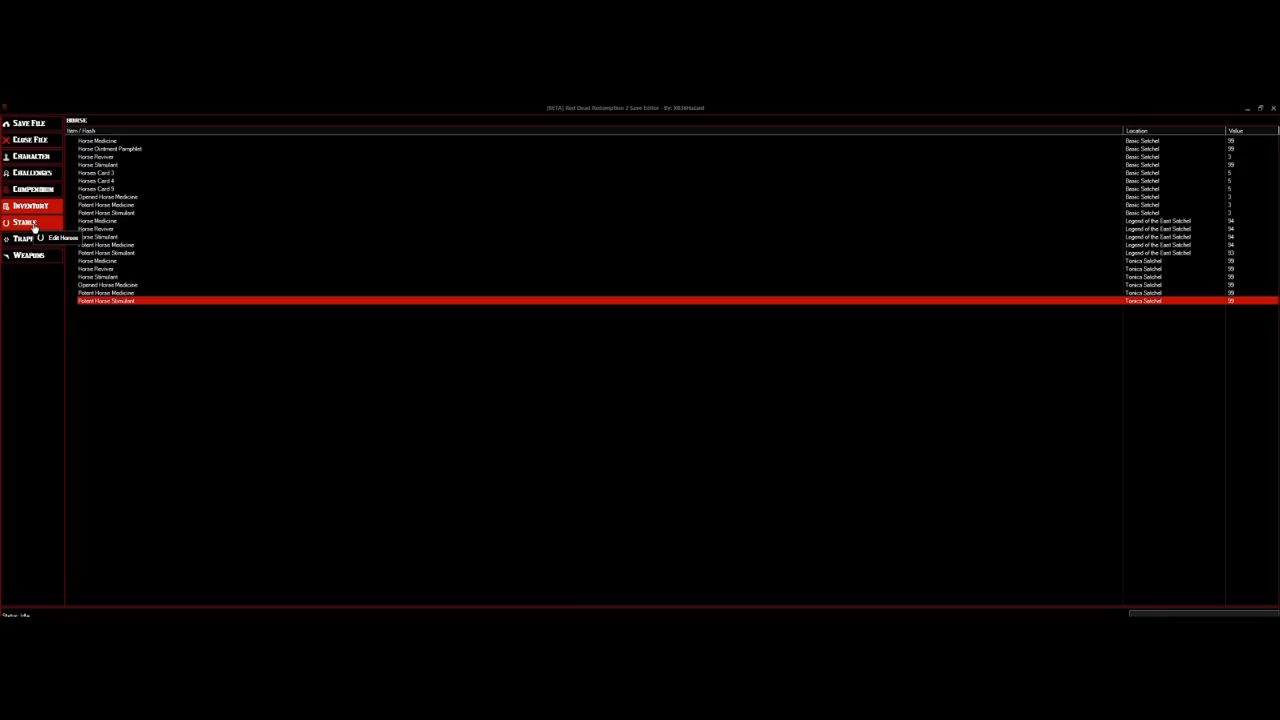 [BETA] Red Dead Redemption 2 Save Editor - By: XB36Hazard
SAVE FILE
CLOSE FILE
CHARACTER
CHALLENGES
COMPENDIUM
INVENTORY
STABLE
Edit Horses
WEAPONS
HORSE
Item / Hash Location Value
Horse Medicine Basic Satchel 99
Horse Ointment Pamphlet Basic Satchel 99
Horse Reviver Basic Satchel 3
Horse Stimulant Basic Satchel 99
Horses Card 3 Basic Satchel 5
Horses Card 4 Basic Satchel 5
Horses Card 9 Basic Satchel 5
Opened Horse Medicine Basic Satchel 3
Potent Horse Medicine Basic Satchel 3
Potent Horse Stimulant Basic Satchel 3
Horse Medicine Legend of the East Satchel 94
Horse Reviver Legend of the East Satchel 94
Horse Stimulant Legend of the East Satchel 94
Potent Horse Medicine Legend of the East Satchel 94
Potent Horse Stimulant Legend of the East Satchel 93
Horse Medicine Tonics Satchel 99
Horse Reviver Tonics Satchel 99
Horse Stimulant Tonics Satchel 99
Opened Horse Medicine Tonics Satchel 99
Potent Horse Medicine Tonics Satchel 99
Potent Horse Stimulant Tonics Satchel 99
Status: Idle